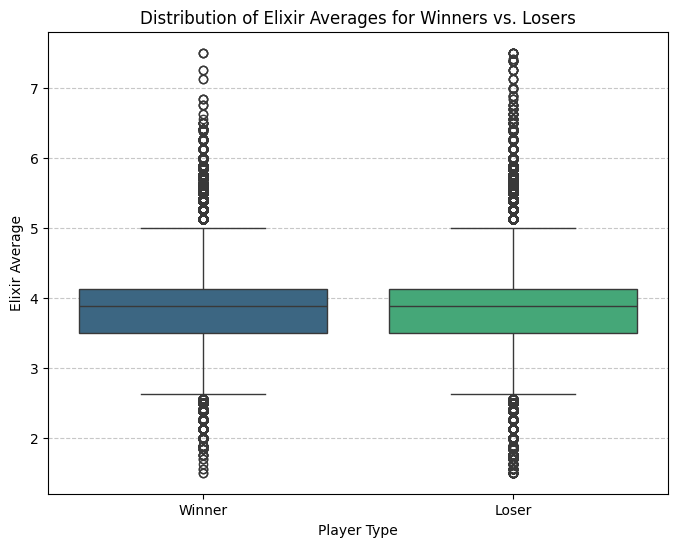 Distribution of Elixir Averages for Winners vs. Losers
7
6
5
4
3
2
Elixir Average
Winner
Loser
Player Type